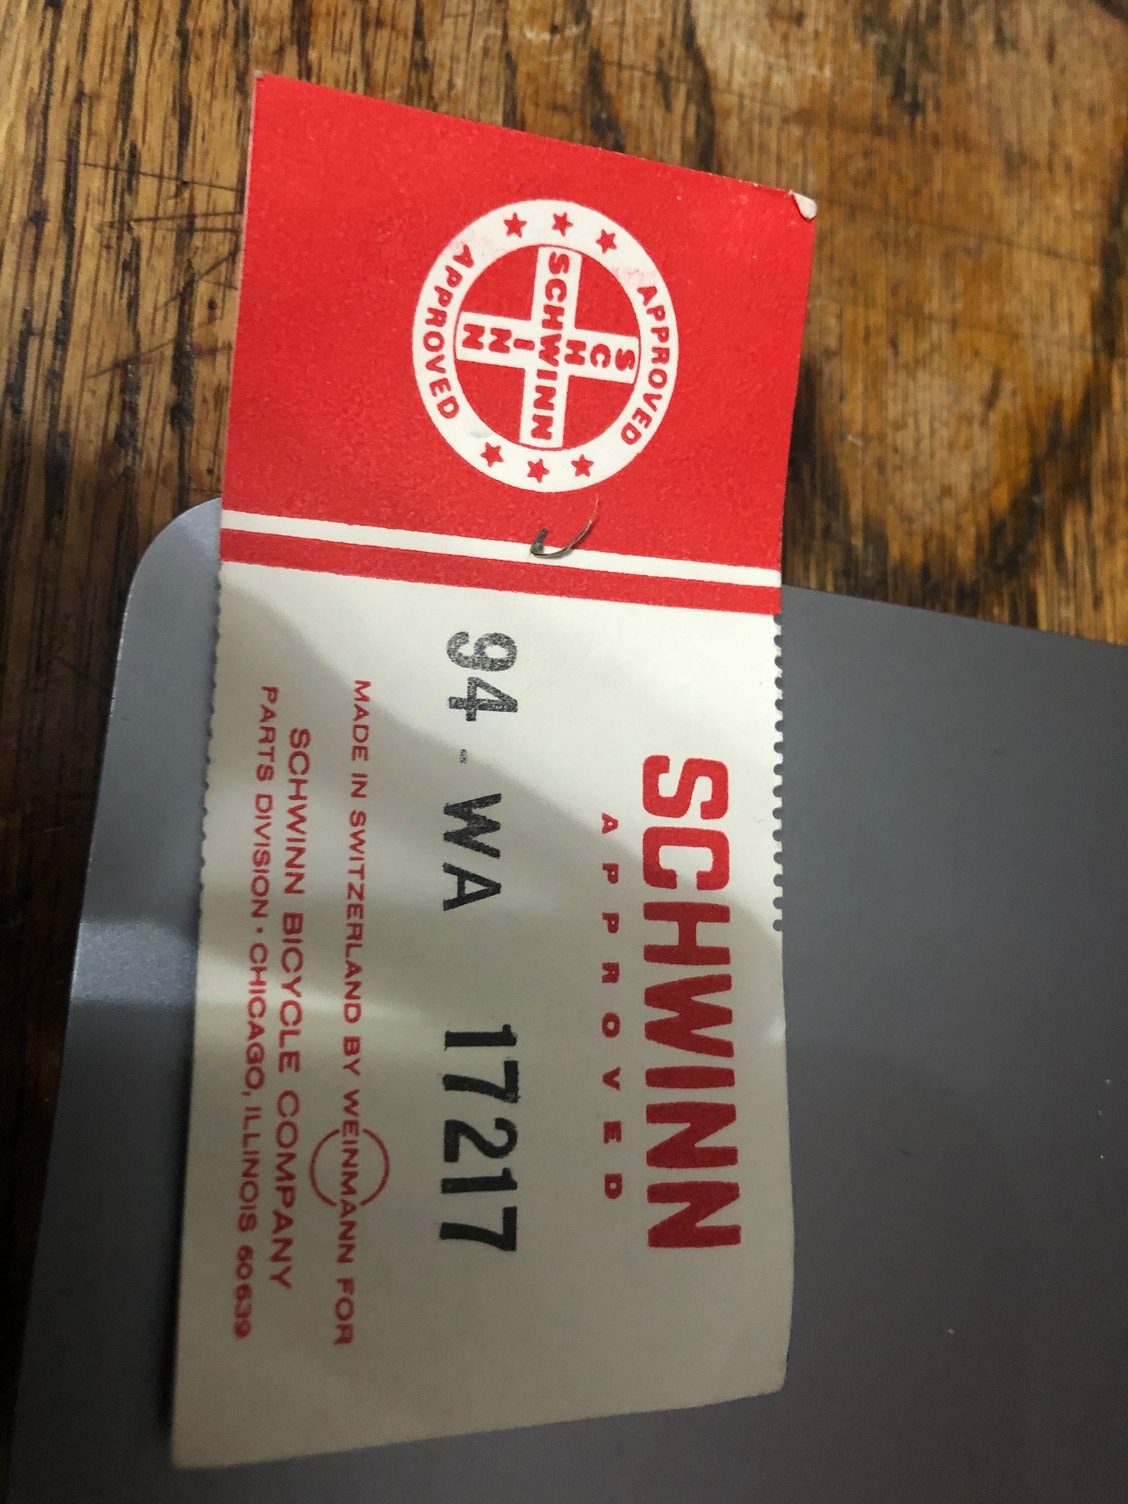 APPROVED
SCHWINN
SCHWINN
APPROVED
SCHWINN
APPROVED
94-WA 17217
MADE IN SWITZERLAND BY WEINMANN FOR
SCHWINN BICYCLE COMPANY
PARTS DIVISION · CHICAGO, ILLINOIS 60639